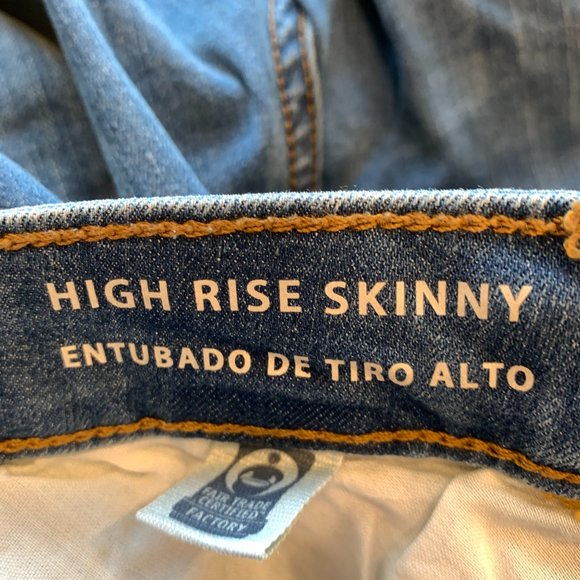 HIGH RISE SKINNY
ENTUBADO DE TIRO ALTO
FAIR TRADE
CERTIFIED
FACTORY